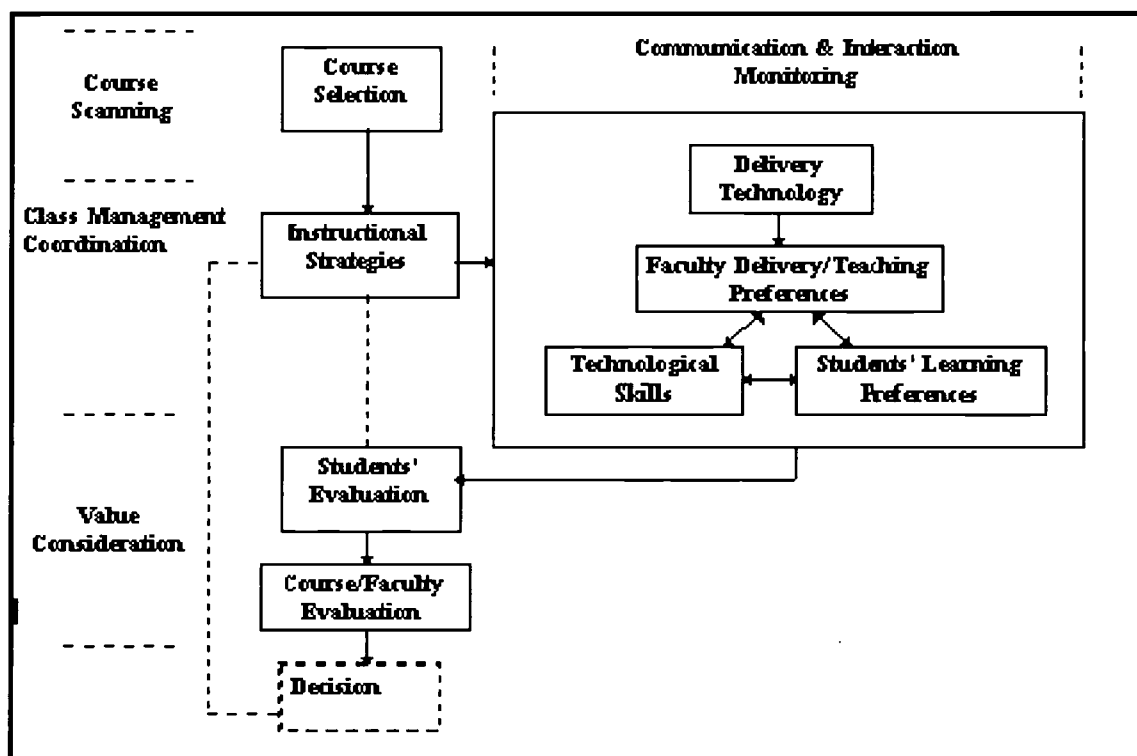 Course
Scanning
Course
Selection
Communication & Interaction
Monitoring
Delivery
Technology
Class Management
Coordination
Instructional
Strategies
Faculty Delivery/Teaching
Preferences
Technological
Skills
Students' Learning
Preferences
Students'
Evaluation
Value
Consideration
Course/Faculty
Evaluation
Decision